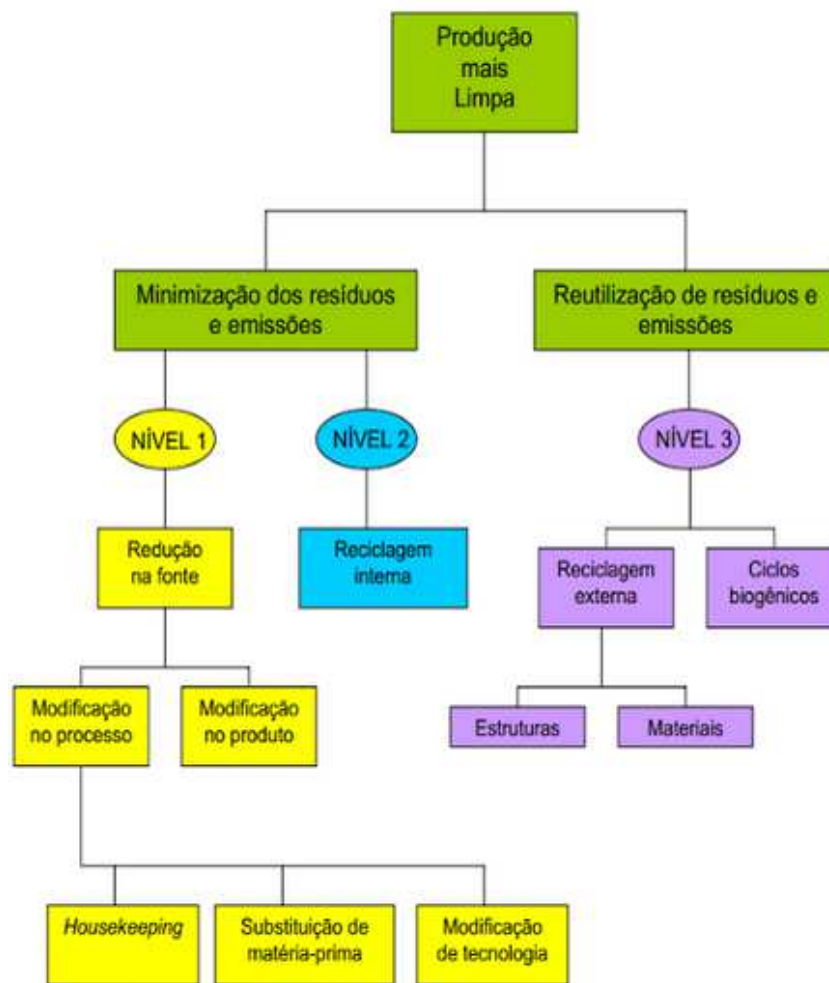 Produção
mais
Limpa
Minimização dos resíduos
e emissões
Reutilização de resíduos e
emissões
NÍVEL 1
NÍVEL 2
NÍVEL 3
Redução
na fonte
Reciclagem
interna
Reciclagem
externa
Ciclos
biogênicos
Modificação
no processo
Modificação
no produto
Estruturas
Materiais
Housekeeping
Substituição de
matéria-prima
Modificação
de tecnologia